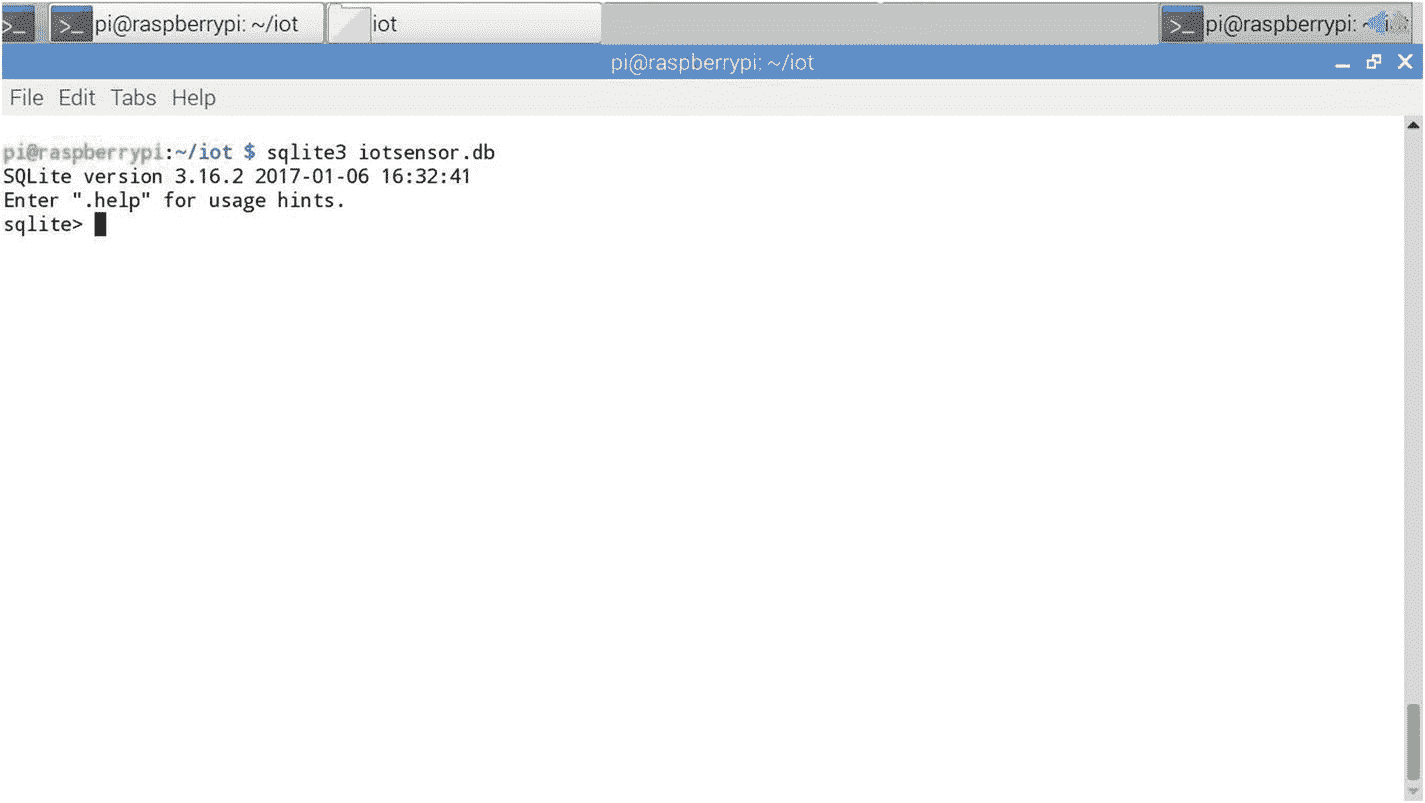 pi@raspberrypi: ~/iot
iot
pi@raspberrypi:
pi@raspberrypi: ~/iot
File Edit Tabs Help
pi@raspberrypi:~/iot $ sqlite3 iotsensor.db
SQLite version 3.16.2 2017-01-06 16:32:41
Enter ".help" for usage hints.
sqlite>